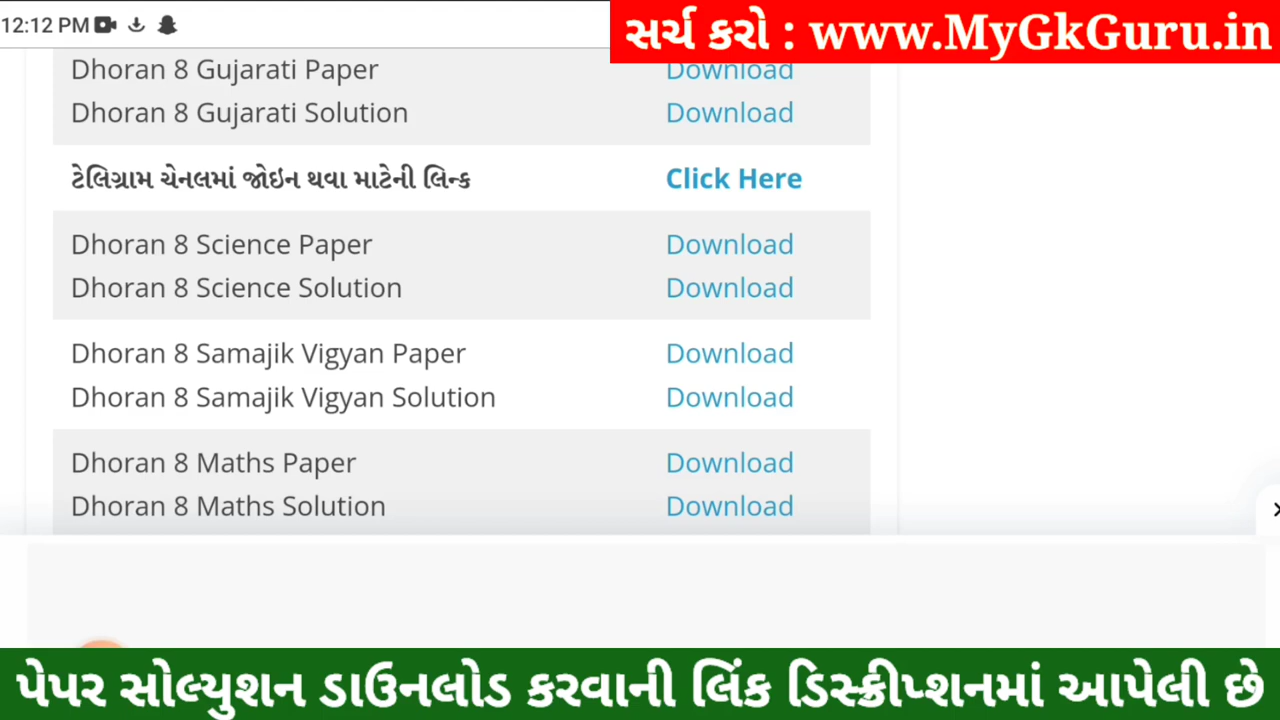 12:12 PM
સર્ચ કરો : www.MyGkGuru.in
Dhoran 8 Gujarati Paper Download
Dhoran 8 Gujarati Solution Download
ટેલિગ્રામ ચેનલમાં જોઇન થવા માટેની લિન્ક Click Here
Dhoran 8 Science Paper Download
Dhoran 8 Science Solution Download
Dhoran 8 Samajik Vigyan Paper Download
Dhoran 8 Samajik Vigyan Solution Download
Dhoran 8 Maths Paper Download
Dhoran 8 Maths Solution Download
પેપર સોલ્યુશન ડાઉનલોડ કરવાની લિંક ડિસ્ક્રીપ્શનમાં આપેલી છે